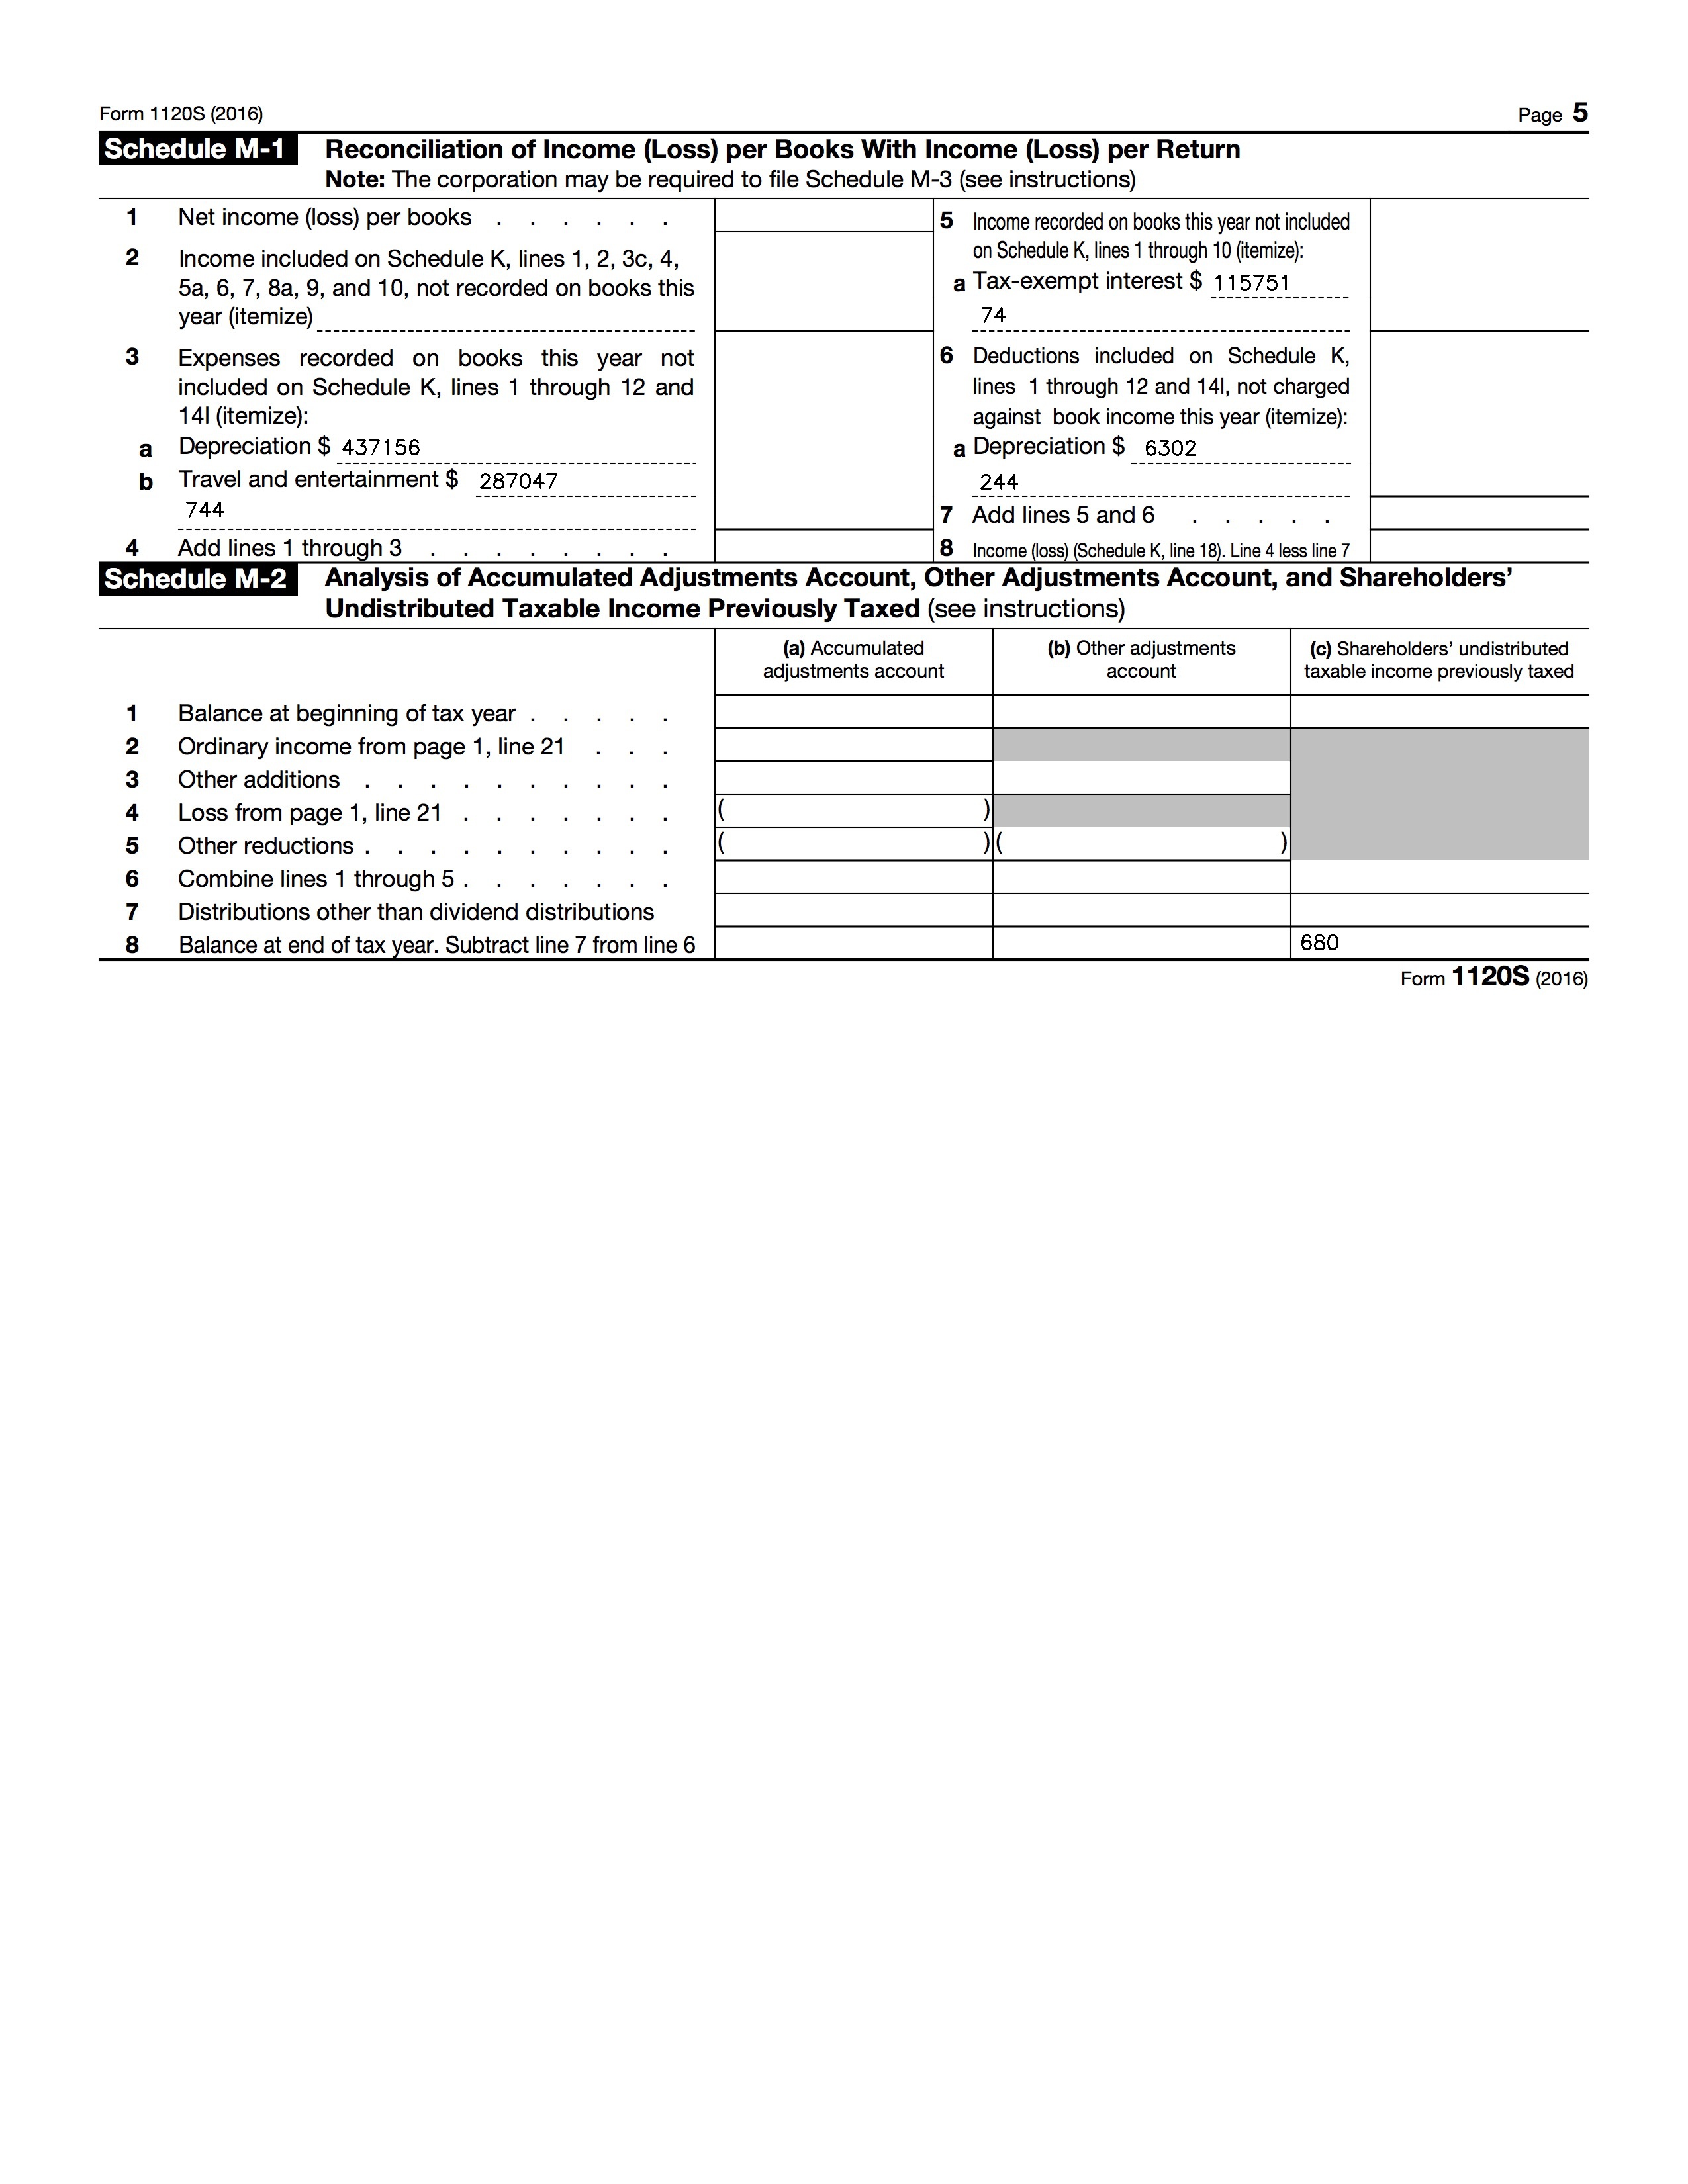 Form 1120S (2016) Page 5
Schedule M-1 Reconciliation of Income (Loss) per Books With Income (Loss) per Return
Note: The corporation may be required to file Schedule M-3 (see instructions)
1 Net income (loss) per books . . . . . .
2 Income included on Schedule K, lines 1, 2, 3c, 4,
5a, 6, 7, 8a, 9, and 10, not recorded on books this
year (itemize)
3 Expenses recorded on books this year not
included on Schedule K, lines 1 through 12 and
14l (itemize):
a Depreciation $ 437156
b Travel and entertainment $ 287047
744
4 Add lines 1 through 3 . . . . . . . .
5 Income recorded on books this year not included
on Schedule K, lines 1 through 10 (itemize):
a Tax-exempt interest $ 115751
74
6 Deductions included on Schedule K,
lines 1 through 12 and 14l, not charged
against book income this year (itemize):
a Depreciation $ 6302
244
7 Add lines 5 and 6 . . . . .
8 Income (loss) (Schedule K, line 18). Line 4 less line 7
Schedule M-2 Analysis of Accumulated Adjustments Account, Other Adjustments Account, and Shareholders’
Undistributed Taxable Income Previously Taxed (see instructions)
(a) Accumulated
adjustments account
(b) Other adjustments
account
(c) Shareholders’ undistributed
taxable income previously taxed
1 Balance at beginning of tax year . . . . .
2 Ordinary income from page 1, line 21 . . .
3 Other additions . . . . . . . . . .
4 Loss from page 1, line 21 . . . . . . . ( )
5 Other reductions . . . . . . . . . . ( ) ( )
6 Combine lines 1 through 5 . . . . . . .
7 Distributions other than dividend distributions
8 Balance at end of tax year. Subtract line 7 from line 6 680
Form 1120S (2016)